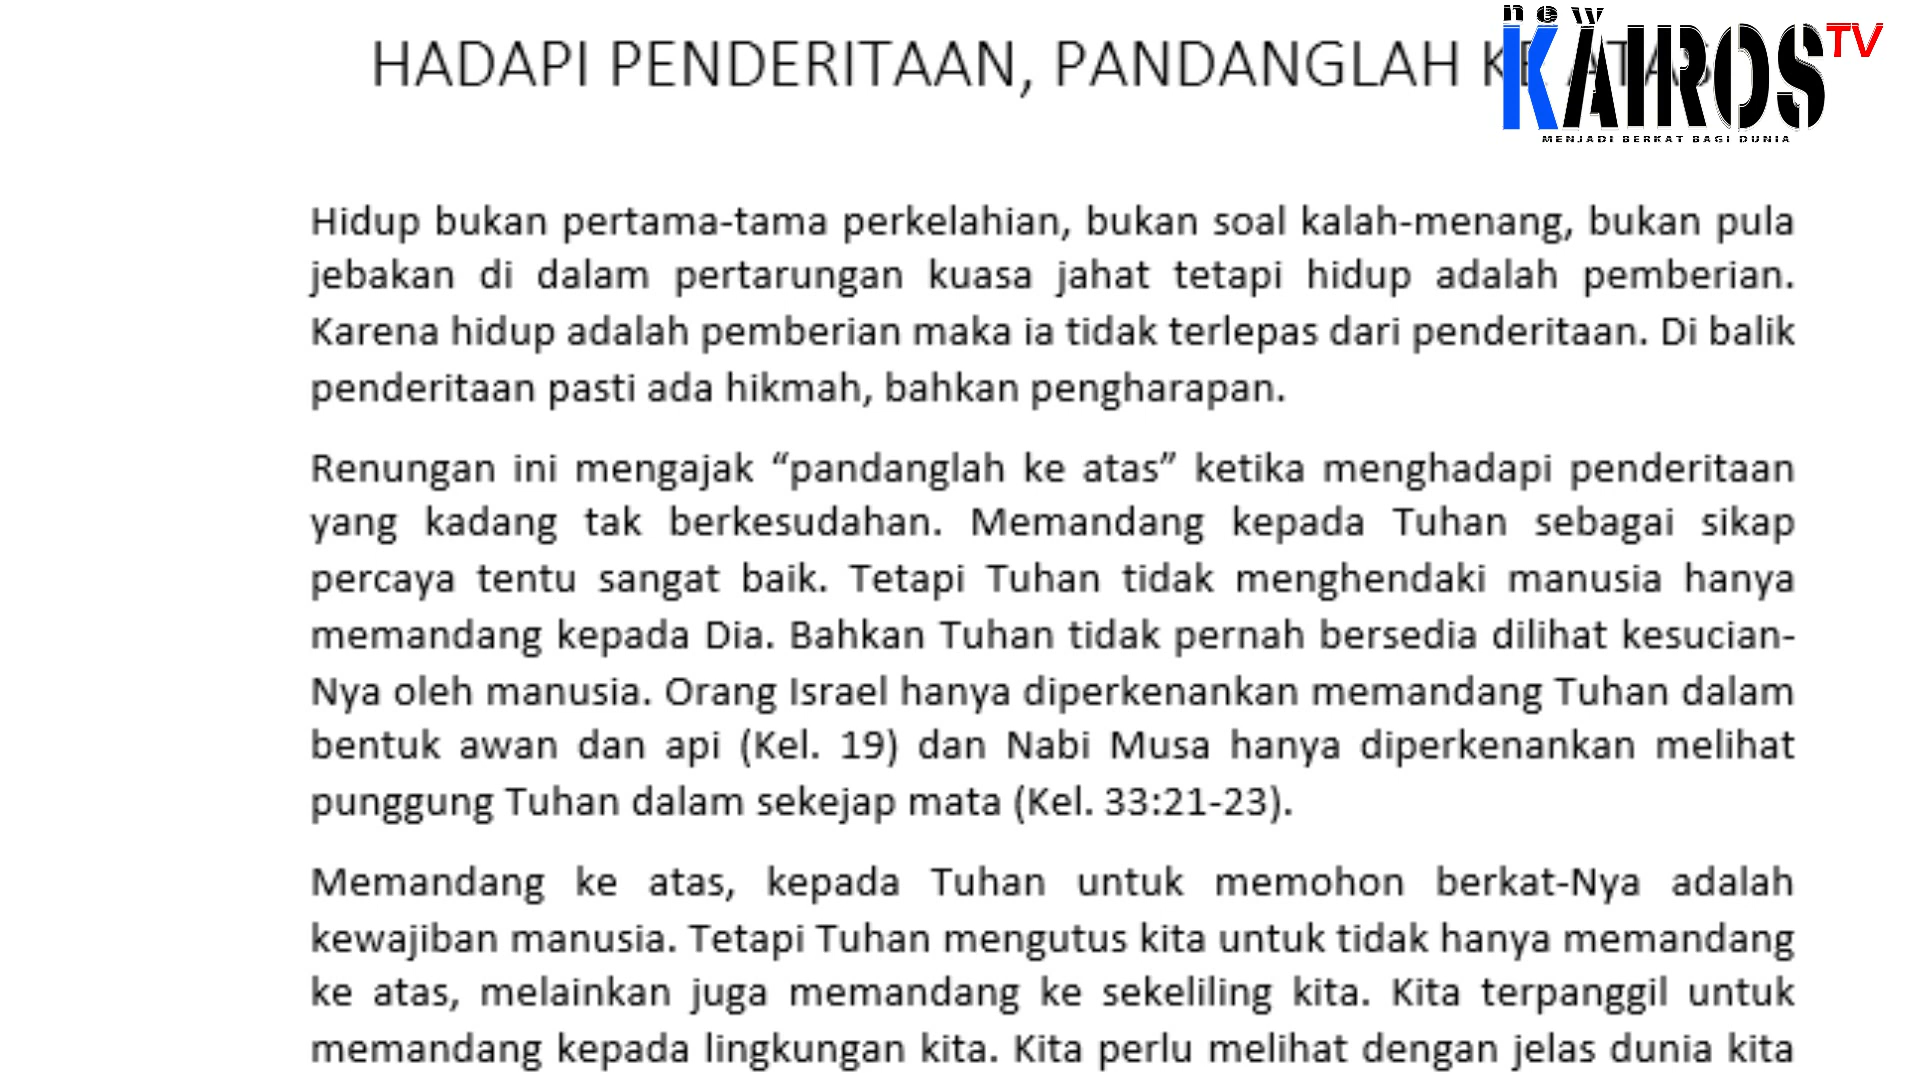 new
KAIROS TV
MENJADI BERKAT BAGI DUNIA
HADAPI PENDERITAAN, PANDANGLAH KE ATAS
Hidup bukan pertama-tama perkelahian, bukan soal kalah-menang, bukan pula
jebakan di dalam pertarungan kuasa jahat tetapi hidup adalah pemberian.
Karena hidup adalah pemberian maka ia tidak terlepas dari penderitaan. Di balik
penderitaan pasti ada hikmah, bahkan pengharapan.
Renungan ini mengajak “pandanglah ke atas” ketika menghadapi penderitaan
yang kadang tak berkesudahan. Memandang kepada Tuhan sebagai sikap
percaya tentu sangat baik. Tetapi Tuhan tidak menghendaki manusia hanya
memandang kepada Dia. Bahkan Tuhan tidak pernah bersedia dilihat kesucian-
Nya oleh manusia. Orang Israel hanya diperkenankan memandang Tuhan dalam
bentuk awan dan api (Kel. 19) dan Nabi Musa hanya diperkenankan melihat
punggung Tuhan dalam sekejap mata (Kel. 33:21-23).
Memandang ke atas, kepada Tuhan untuk memohon berkat-Nya adalah
kewajiban manusia. Tetapi Tuhan mengutus kita untuk tidak hanya memandang
ke atas, melainkan juga memandang ke sekeliling kita. Kita terpanggil untuk
memandang kepada lingkungan kita. Kita perlu melihat dengan jelas dunia kita